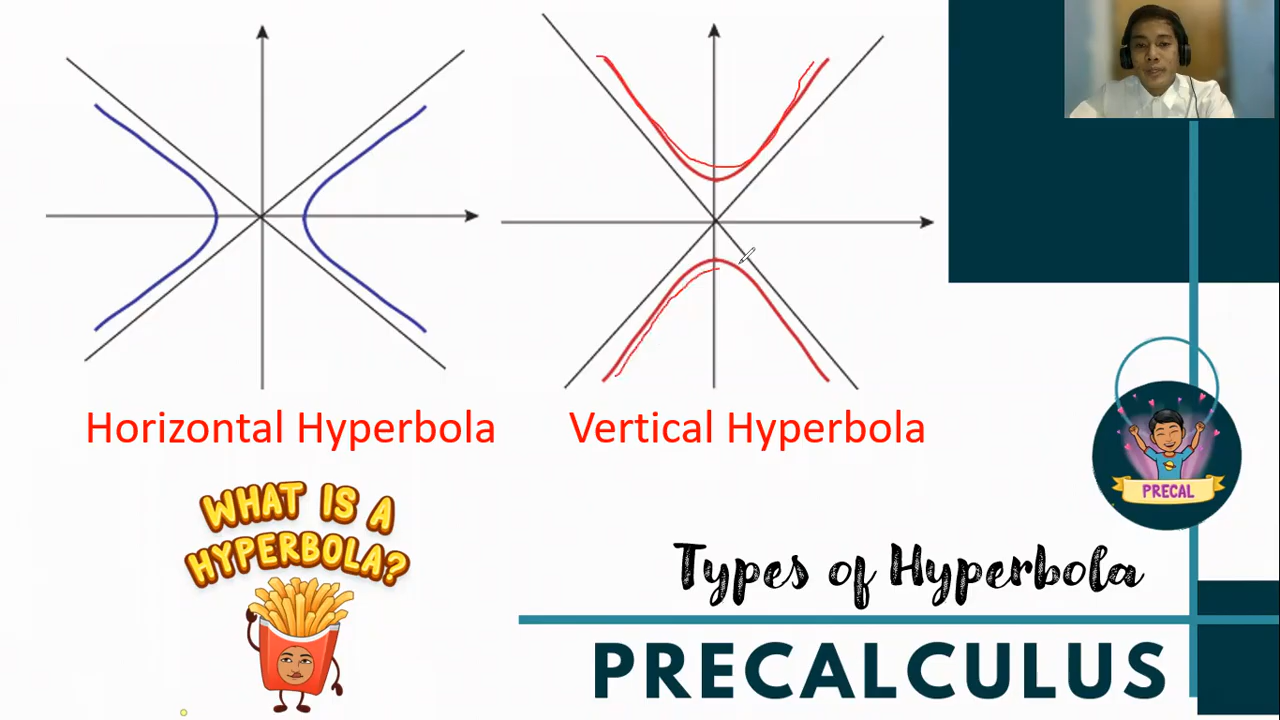 Horizontal Hyperbola
Vertical Hyperbola
WHAT IS A
HYPERBOLA?
PRECAL
Types of Hyperbola
PRECALCULUS